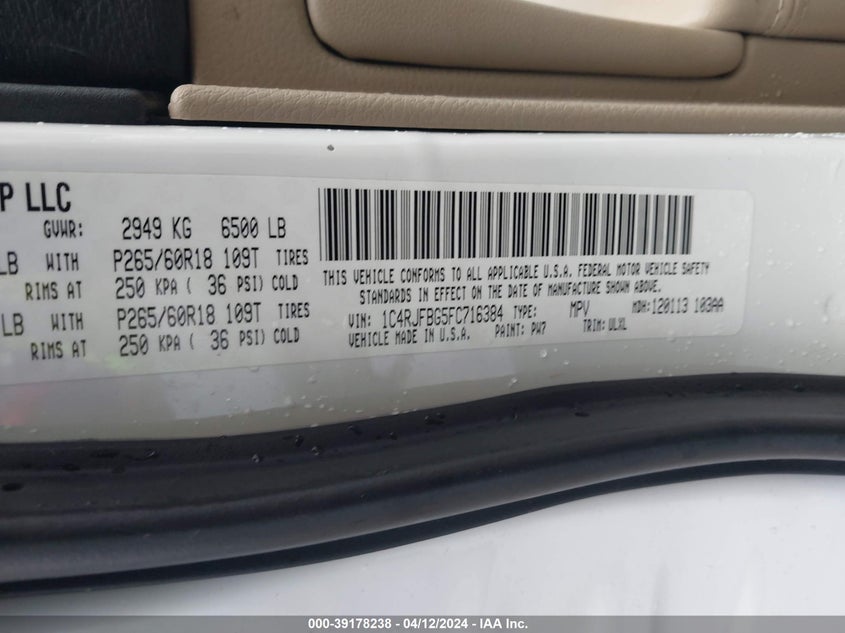 P LLC
GVWR: 2949 KG 6500 LB
LB WITH P265/60R18 109T TIRES
RIMS AT 250 KPA ( 36 PSI) COLD
LB WITH P265/60R18 109T TIRES
RIMS AT 250 KPA ( 36 PSI) COLD
THIS VEHICLE CONFORMS TO ALL APPLICABLE U.S.A. FEDERAL MOTOR VEHICLE SAFETY
STANDARDS IN EFFECT ON THE DATE OF MANUFACTURE SHOWN ABOVE.
VIN: 1C4RJFBG5FC716384 TYPE: MPV MDH:120113 103AA
VEHICLE MADE IN U.S.A. PAINT: PW7 TRIM: ULXL
000-39178238 - 04/12/2024 - IAA Inc.